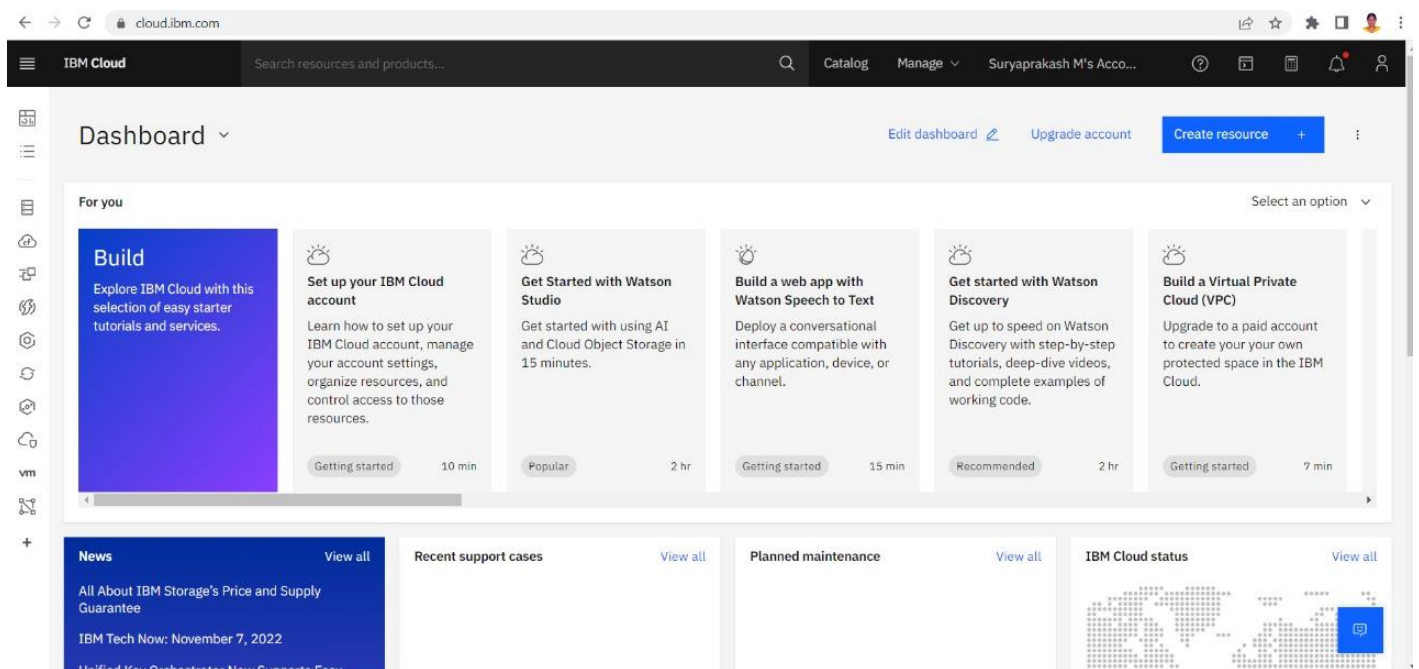 cloud.ibm.com
IBM Cloud
Search resources and products...
Catalog
Manage
Suryaprakash M's Acco...
Dashboard
Edit dashboard
Upgrade account
Create resource +
For you
Select an option
Build
Explore IBM Cloud with this
selection of easy starter
tutorials and services.
Set up your IBM Cloud
account
Learn how to set up your
IBM Cloud account, manage
your account settings,
organize resources, and
control access to those
resources.
Getting started
10 min
Get Started with Watson
Studio
Get started with using AI
and Cloud Object Storage in
15 minutes.
Popular
2 hr
Build a web app with
Watson Speech to Text
Deploy a conversational
interface compatible with
any application, device, or
channel.
Getting started
15 min
Get started with Watson
Discovery
Get up to speed on Watson
Discovery with step-by-step
tutorials, deep-dive videos,
and complete examples of
working code.
Recommended
2 hr
Build a Virtual Private
Cloud (VPC)
Upgrade to a paid account
to create your your own
protected space in the IBM
Cloud.
Getting started
7 min
vm
+
News
View all
All About IBM Storage's Price and Supply
Guarantee
IBM Tech Now: November 7, 2022
Unified Key Orchestrator Now Supports Easy
Recent support cases
View all
Planned maintenance
View all
IBM Cloud status
View all